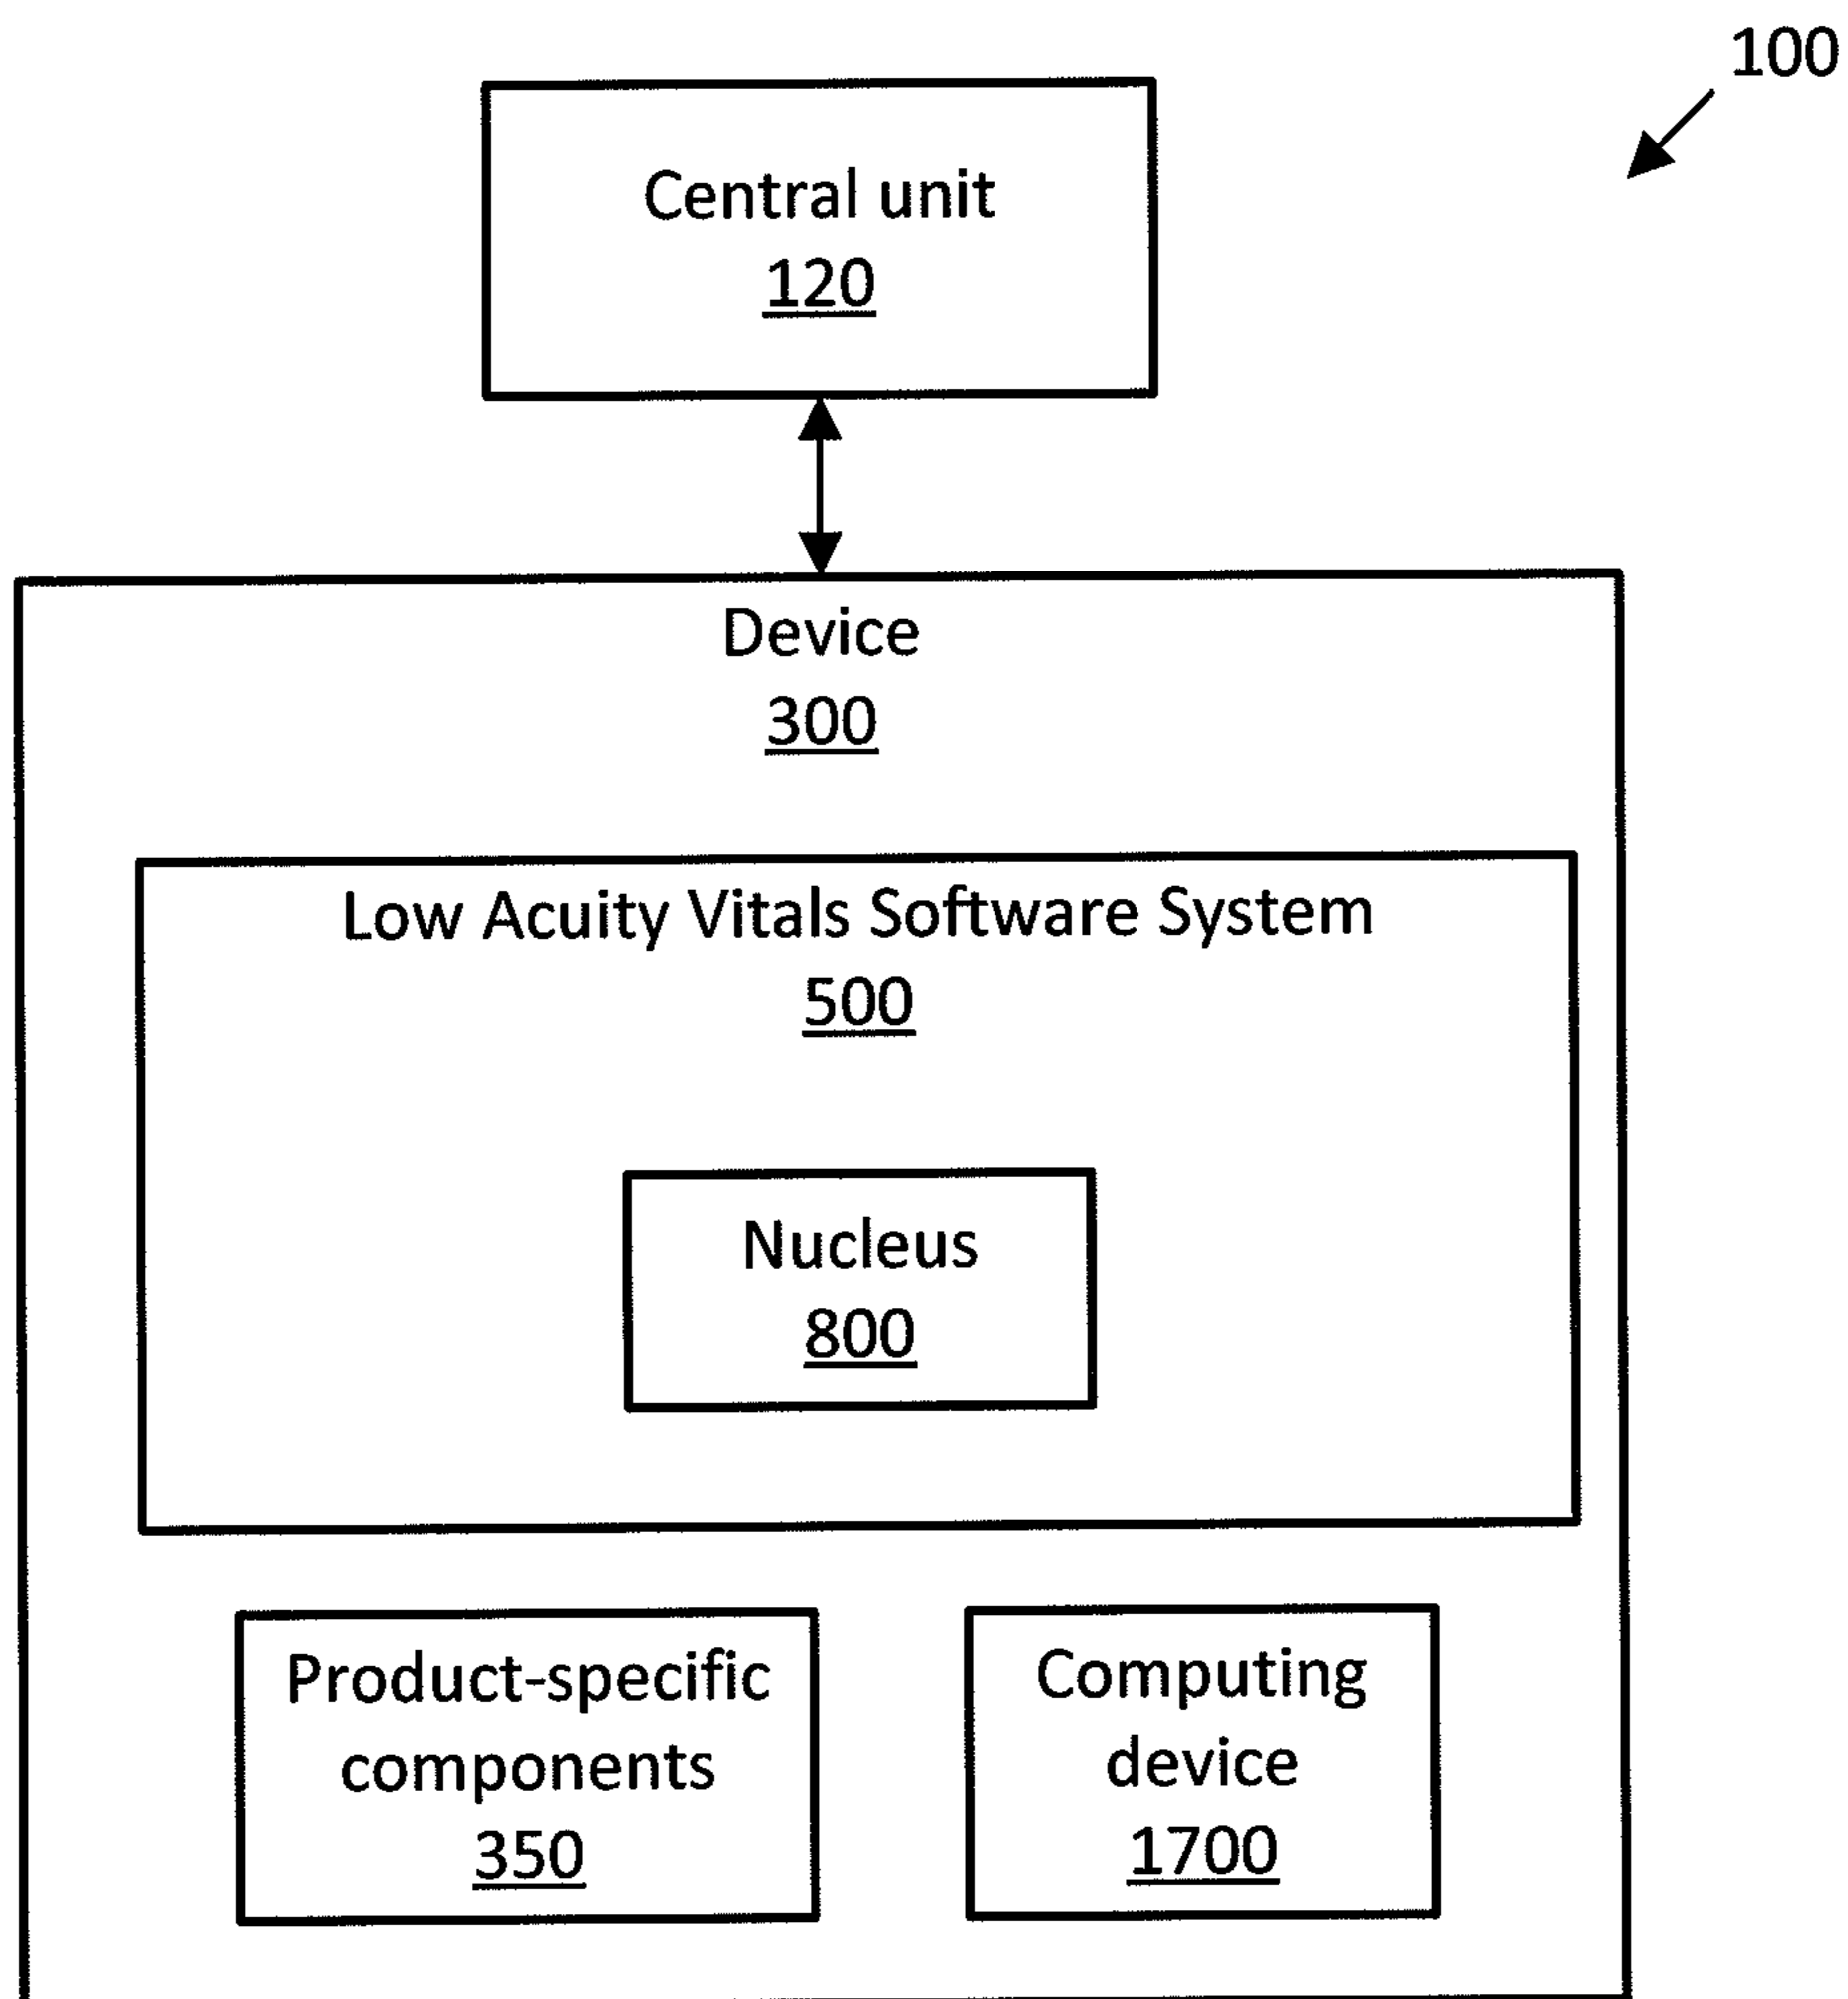 100
Central unit
120
Device
300
Low Acuity Vitals Software System
500
Nucleus
800
Product-specific
components
350
Computing
device
1700